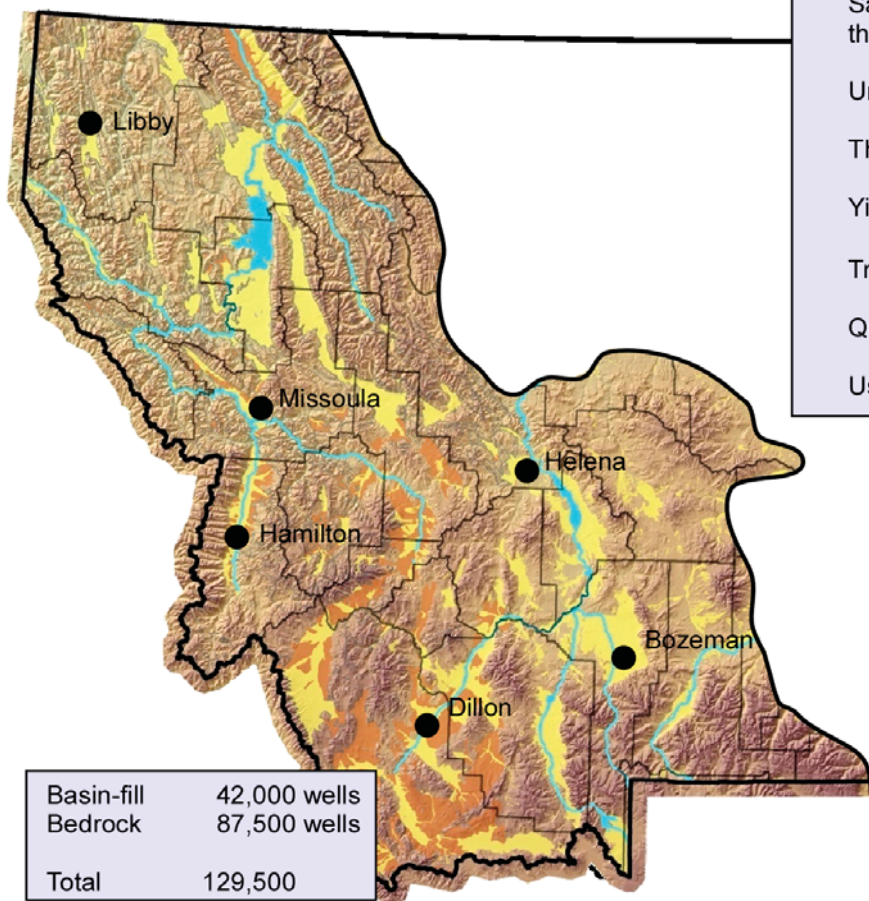 Libby
Missoula
Helena
Hamilton
Bozeman
Dillon
Basin-fill 42,000 wells
Bedrock 87,500 wells
Total 129,500